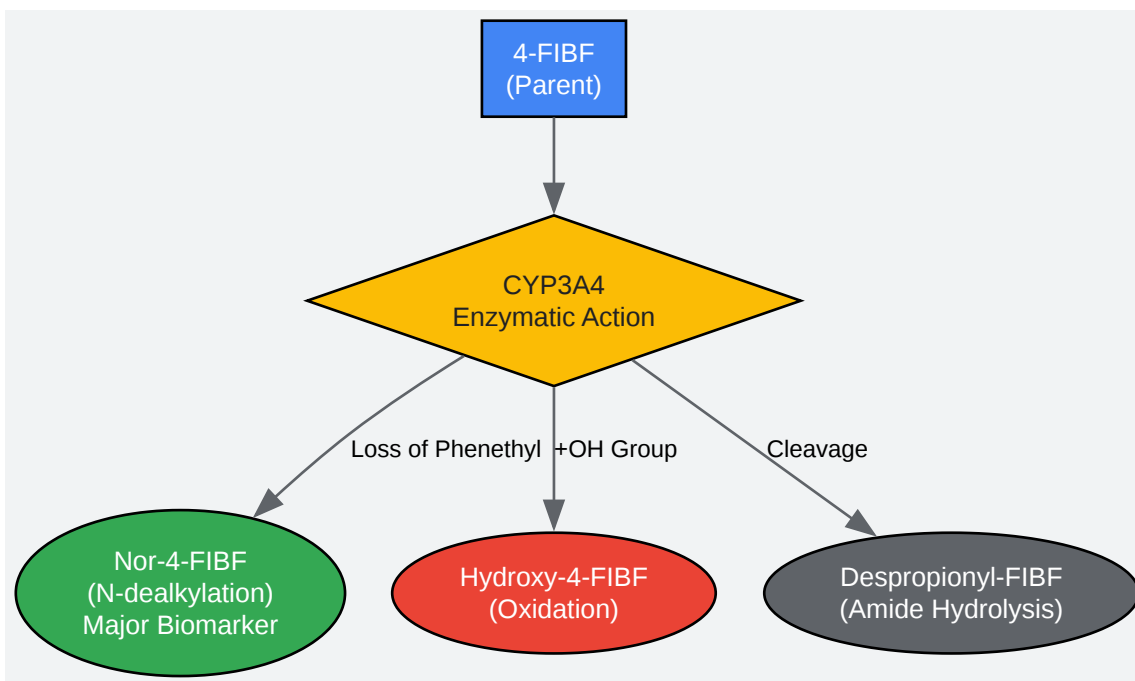 4-FIBF
(Parent)
CYP3A4
Enzymatic Action
Loss of Phenethyl
+OH Group
Cleavage
Nor-4-FIBF
(N-dealkylation)
Major Biomarker
Hydroxy-4-FIBF
(Oxidation)
Despropionyl-FIBF
(Amide Hydrolysis)